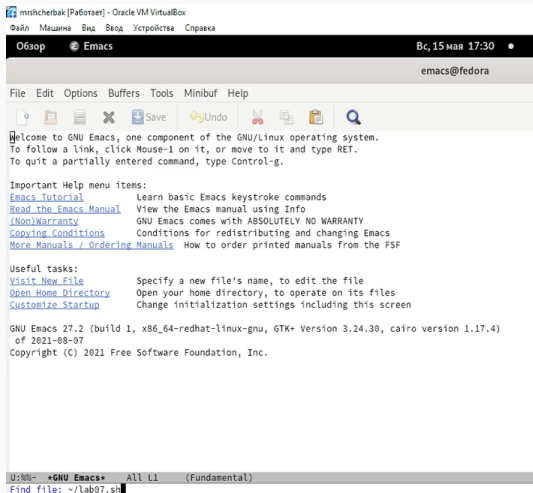 mrshcherbak [Работает] - Oracle VM VirtualBox
Файл Машина Вид Ввод Устройства Справка
Обзор Emacs Вс, 15 мая 17:30
emacs@fedora
File Edit Options Buffers Tools Minibuf Help
Save Undo
Welcome to GNU Emacs, one component of the GNU/Linux operating system.
To follow a link, click Mouse-1 on it, or move to it and type RET.
To quit a partially entered command, type Control-g.
Important Help menu items:
Emacs Tutorial Learn basic Emacs keystroke commands
Read the Emacs Manual View the Emacs manual using Info
(Non)Warranty GNU Emacs comes with ABSOLUTELY NO WARRANTY
Copying Conditions Conditions for redistributing and changing Emacs
More Manuals / Ordering Manuals How to order printed manuals from the FSF
Useful tasks:
Visit New File Specify a new file's name, to edit the file
Open Home Directory Open your home directory, to operate on its files
Customize Startup Change initialization settings including this screen
GNU Emacs 27.2 (build 1, x86_64-redhat-linux-gnu, GTK+ Version 3.24.30, cairo version 1.17.4)
of 2021-08-07
Copyright (C) 2021 Free Software Foundation, Inc.
U:%%- *GNU Emacs* All L1 (Fundamental)
Find file: ~/lab07.sh